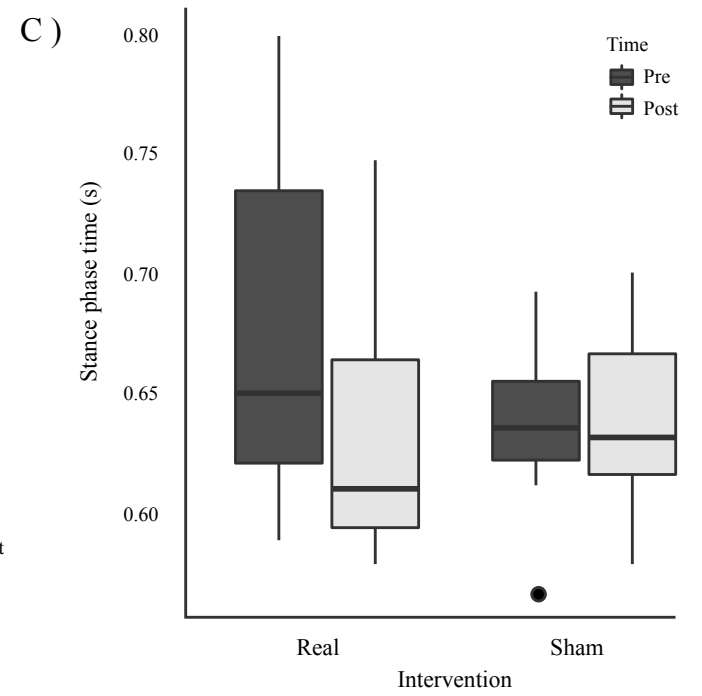 C )
Time
Pre
Post
0.80
0.75
0.70
0.65
0.60
Stance phase time (s)
t
Real
Sham
Intervention